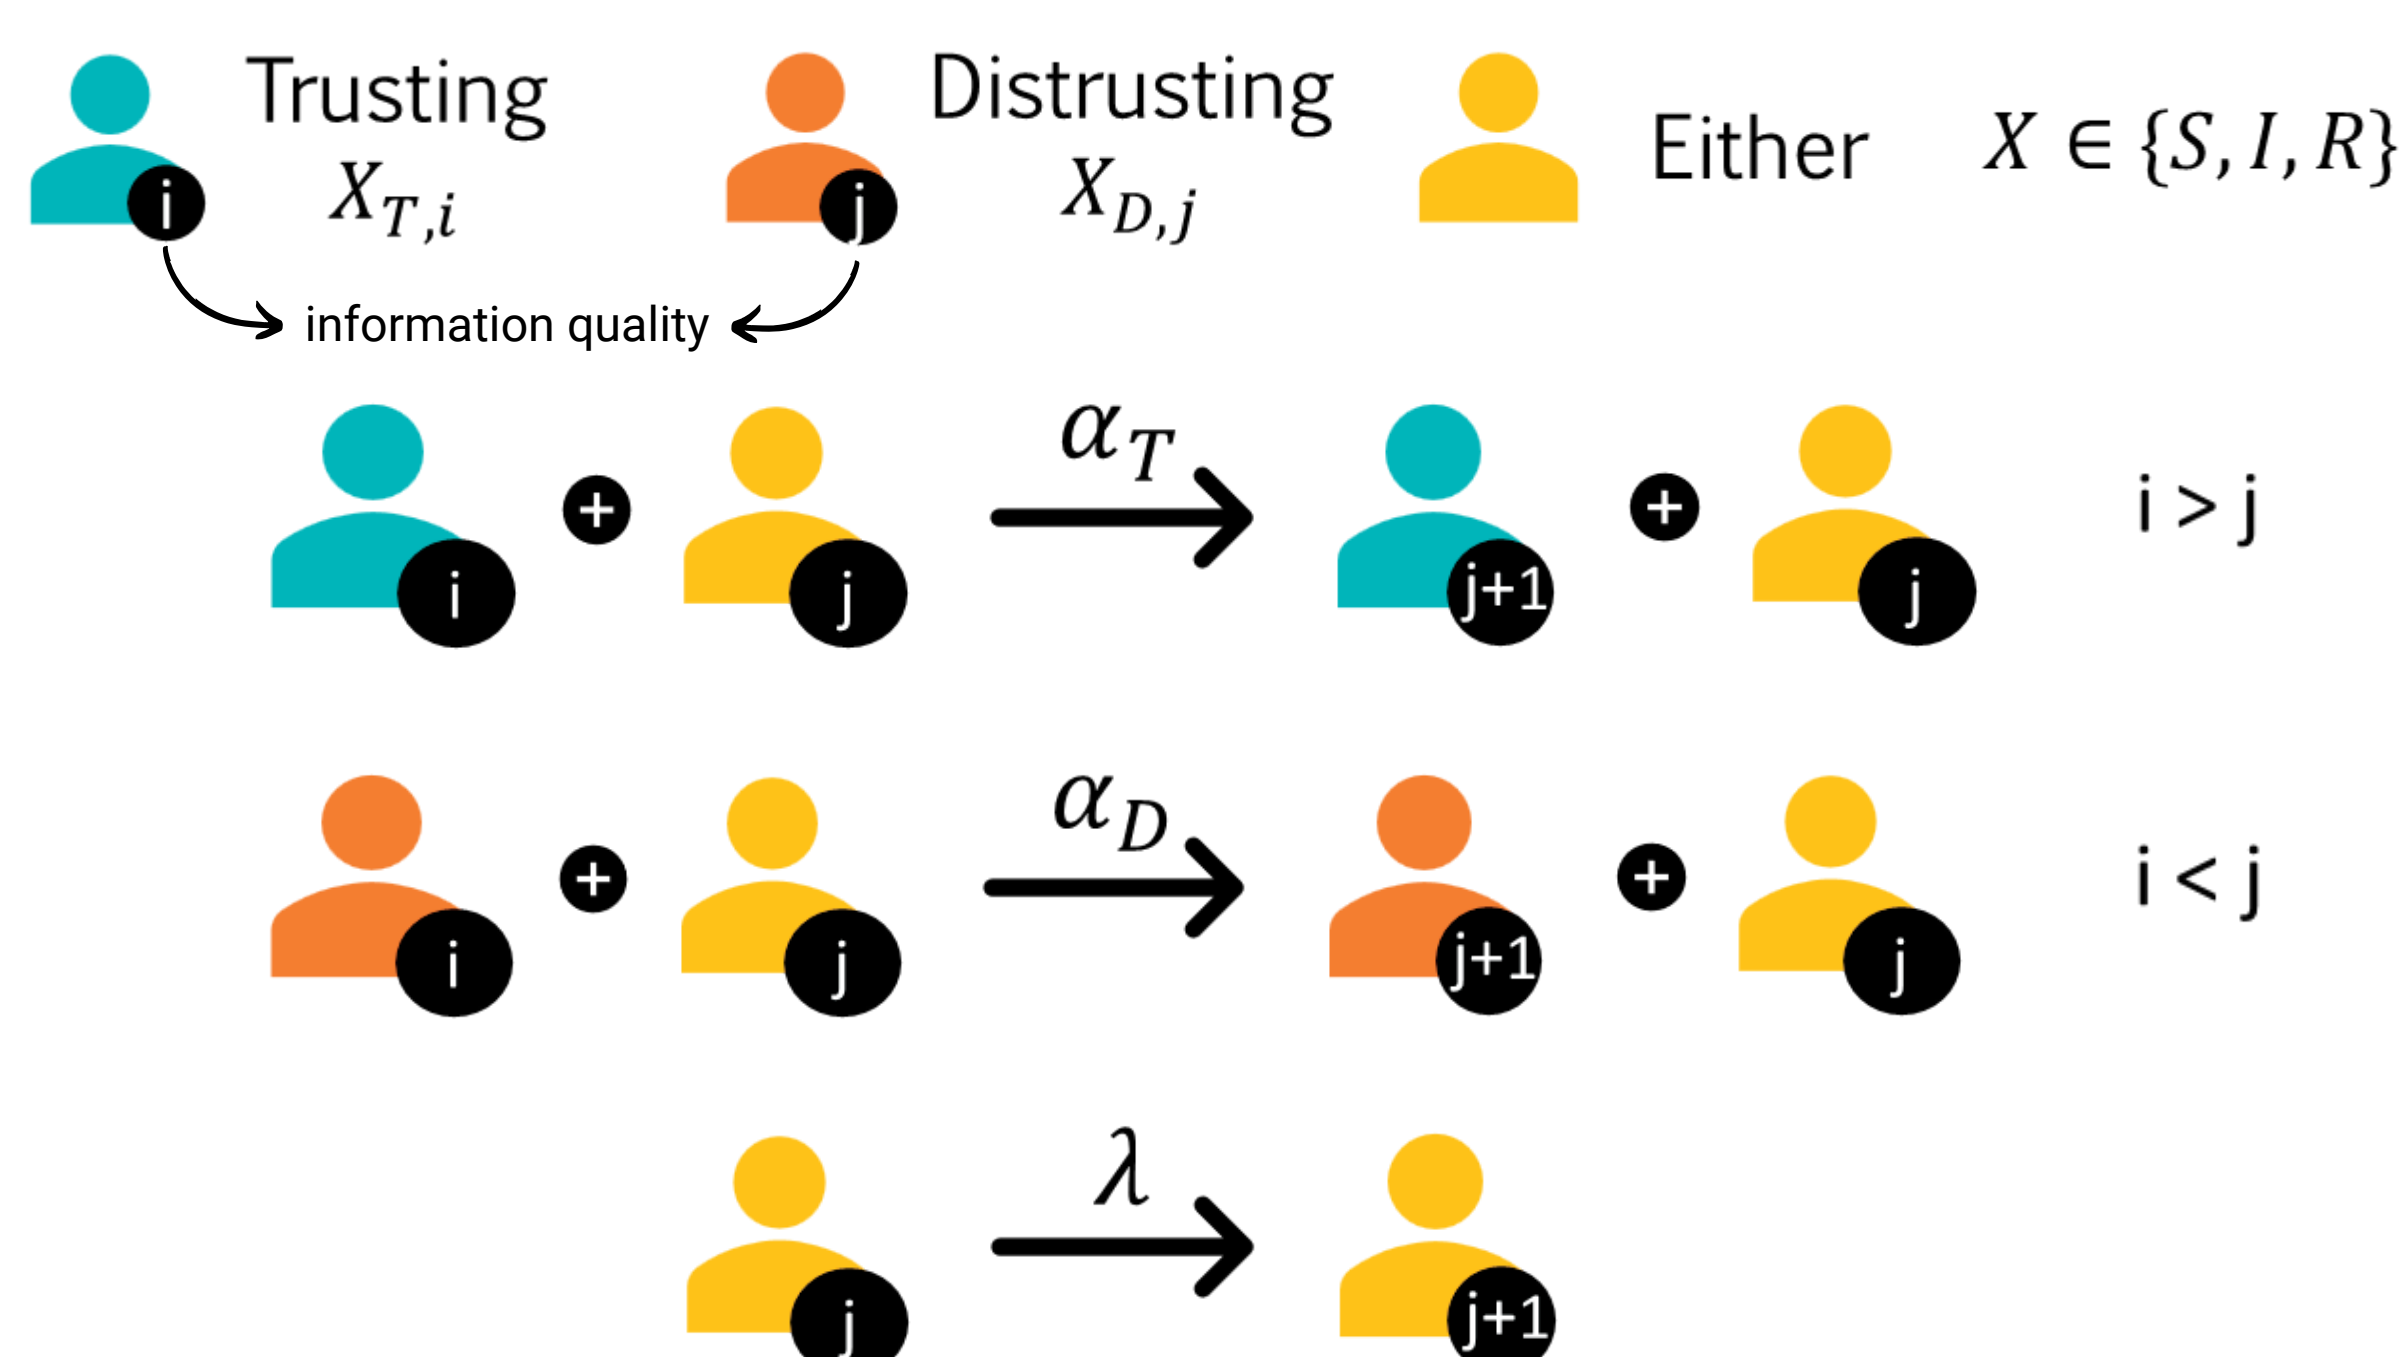 Trusting
X_{T,i}
i
Distrusting
X_{D,j}
j
Either
X ∈ {S, I, R}
information quality
i + j α_T j+1 + j i > j
i + j α_D j+1 + j i < j
j λ j+1